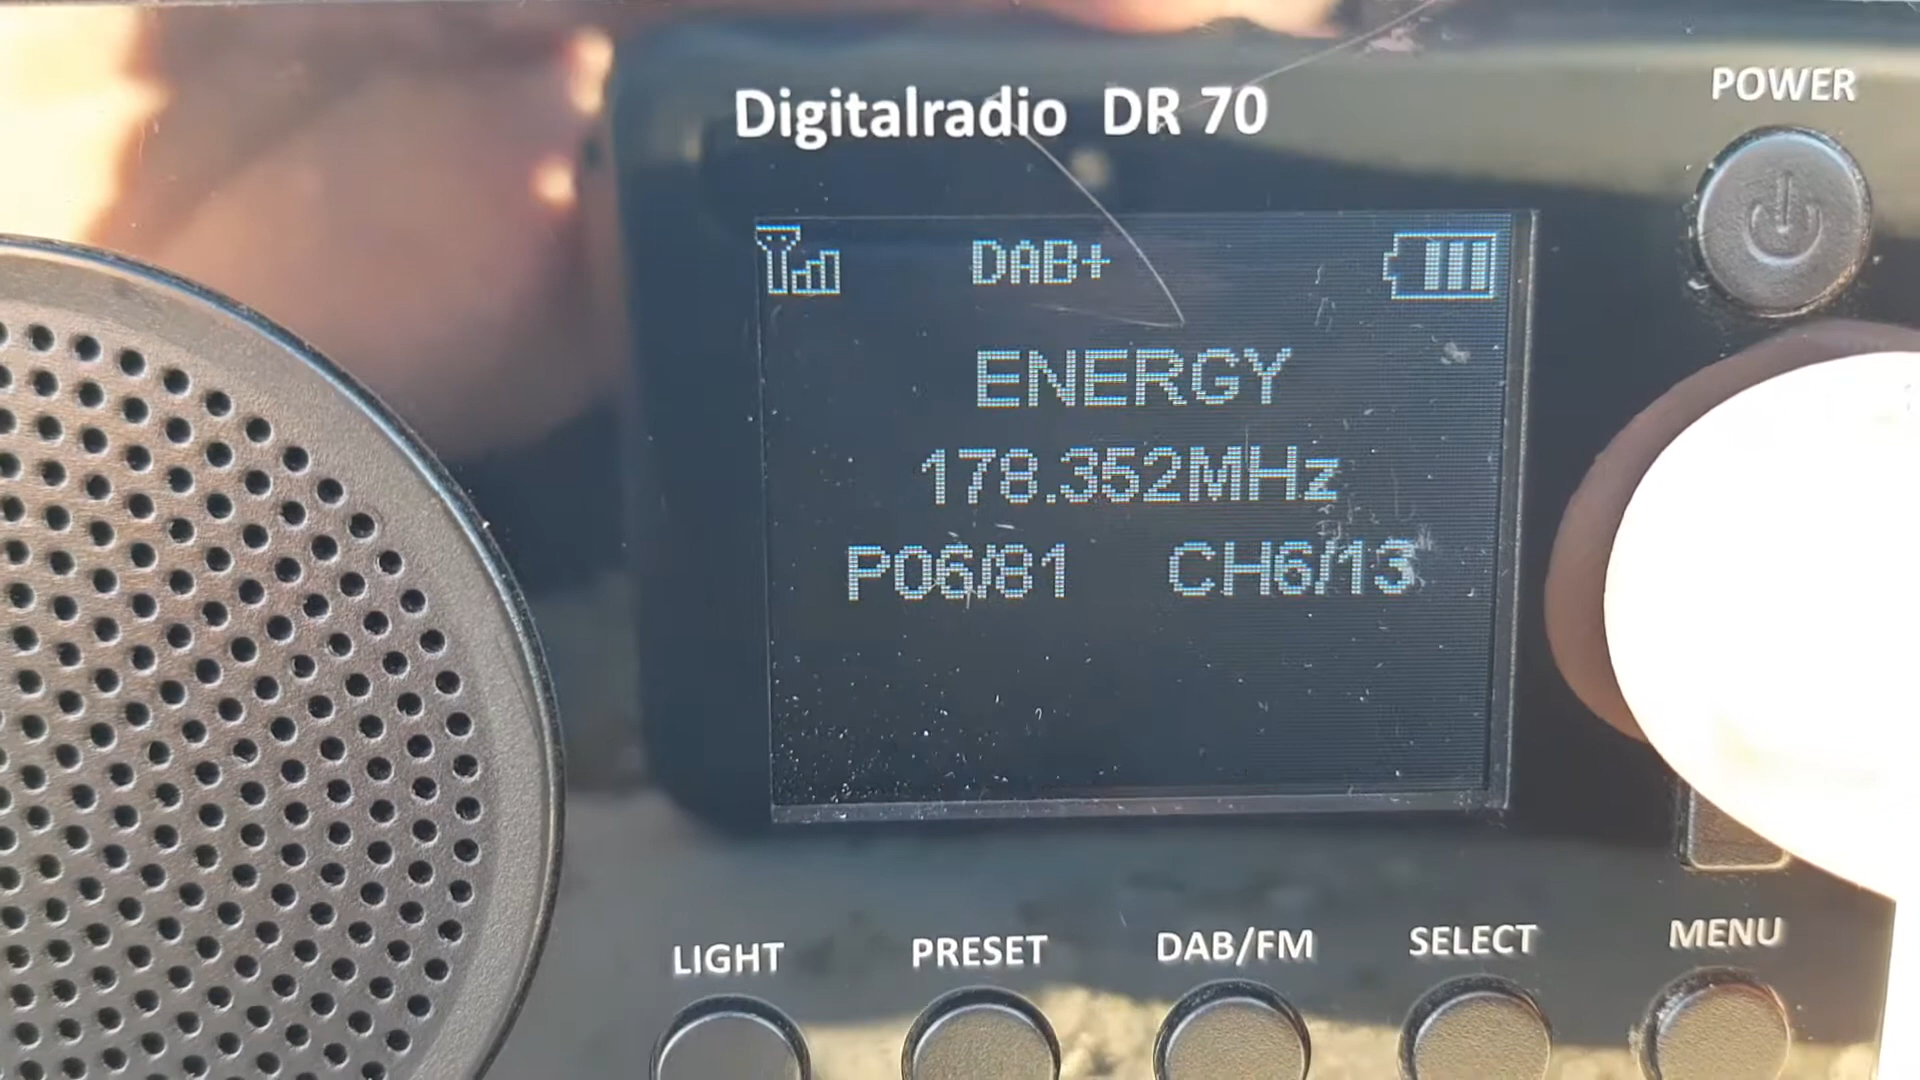 Digitalradio DR 70
POWER
DAB+
ENERGY
178.352MHz
P06/81 CH6/13
LIGHT PRESET DAB/FM SELECT MENU